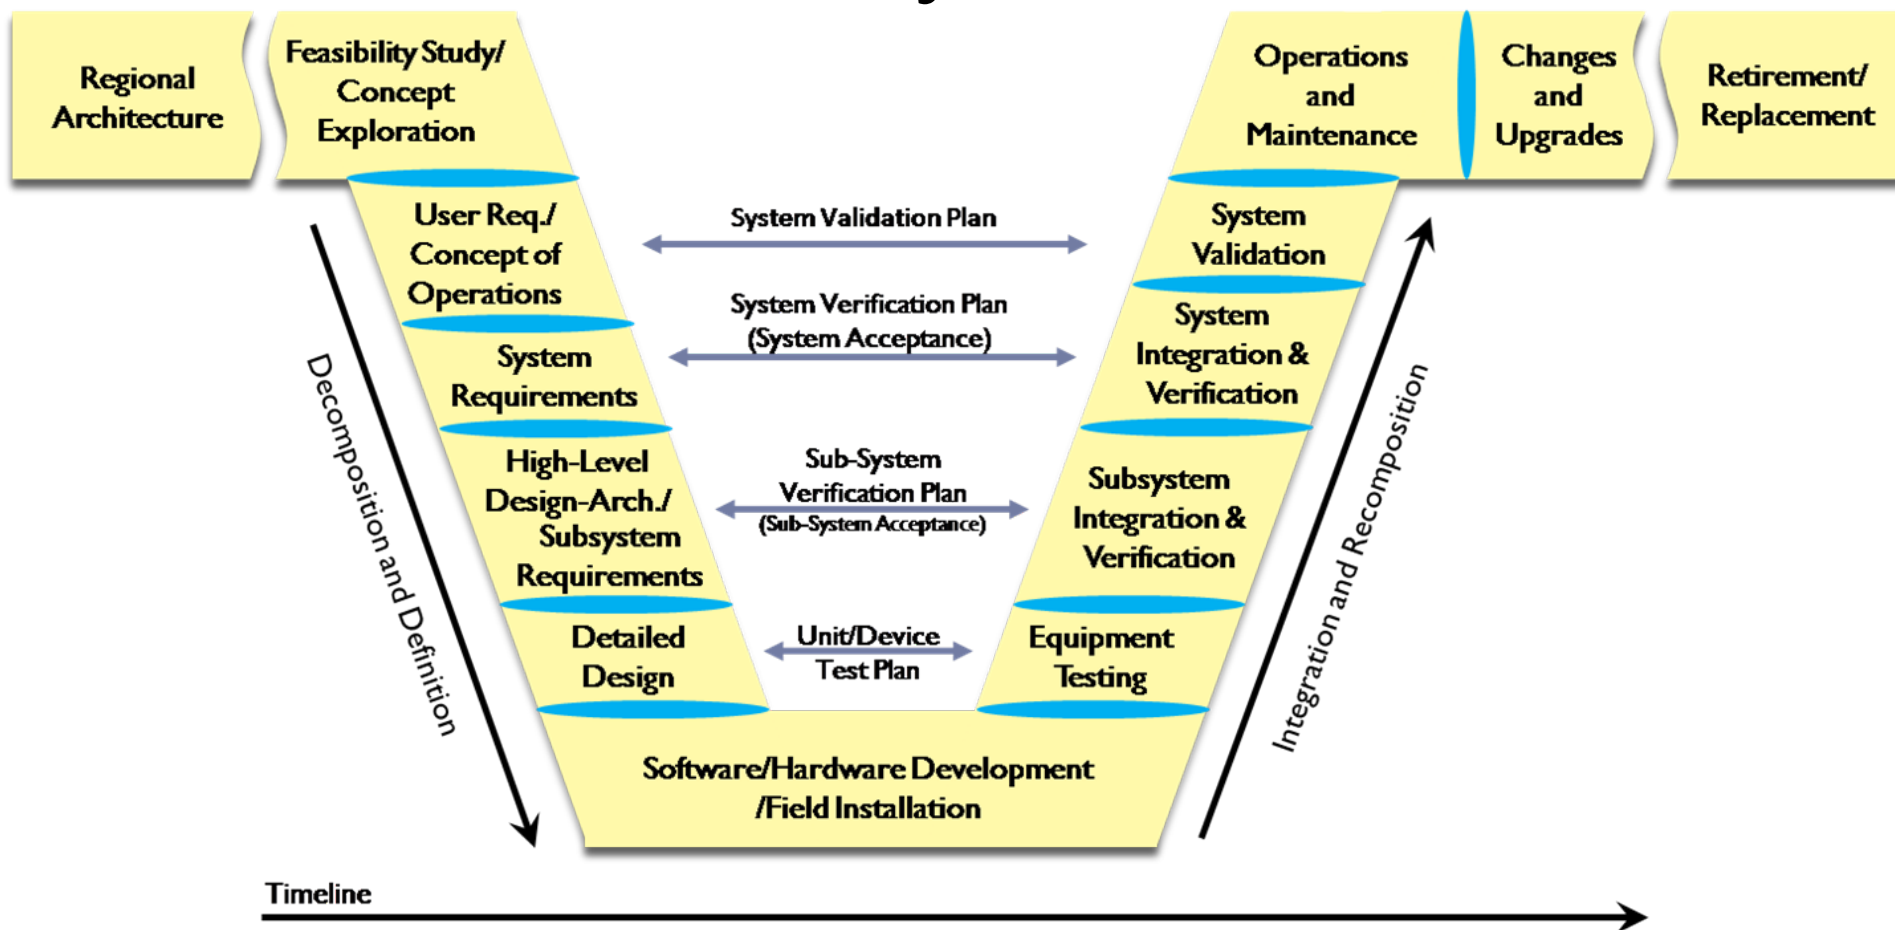 Regional
Architecture
Feasibility Study/
Concept
Exploration
Operations
and
Maintenance
Changes
and
Upgrades
Retirement/
Replacement
User Req./
Concept of
Operations
System Validation Plan
System
Validation
System Verification Plan
(System Acceptance)
System
Requirements
System
Integration &
Verification
High-Level
Design-Arch./
Subsystem
Requirements
Sub-System
Verification Plan
(Sub-System Acceptance)
Subsystem
Integration &
Verification
Detailed
Design
Unit/Device
Test Plan
Equipment
Testing
Software/Hardware Development
/Field Installation
Decomposition and Definition
Integration and Recomposition
Timeline